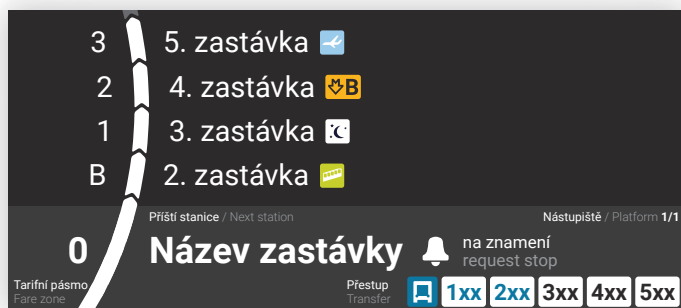 3 5. zastávka
2 4. zastávka B
1 3. zastávka
B 2. zastávka
Příští stanice / Next station Nástupiště / Platform 1/1
0 Název zastávky na znamení
request stop
Tarifní pásmo Přestup
Fare zone Transfer 1xx 2xx 3xx 4xx 5xx